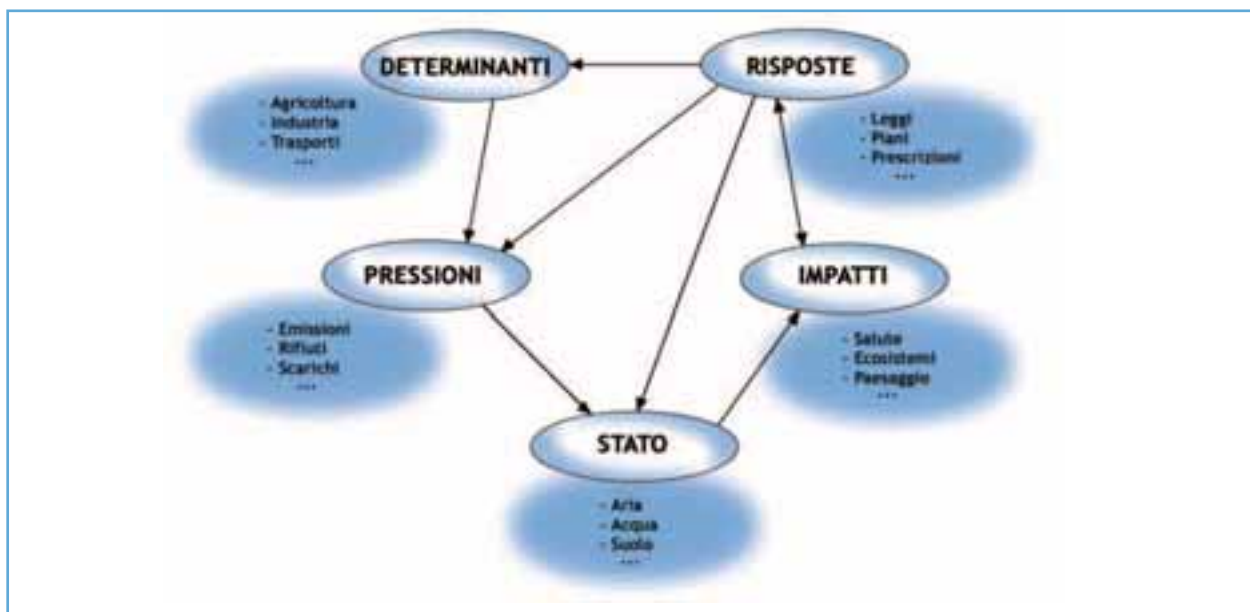 DETERMINANTI
- Agricoltura
- Industria
- Trasporti
...
RISPOSTE
- Leggi
- Piani
- Prescrizioni
...
PRESSIONI
- Emissioni
- Rifiuti
- Scarichi
...
IMPATTI
- Salute
- Ecosistemi
- Paesaggio
...
STATO
- Aria
- Acqua
- Suolo
...